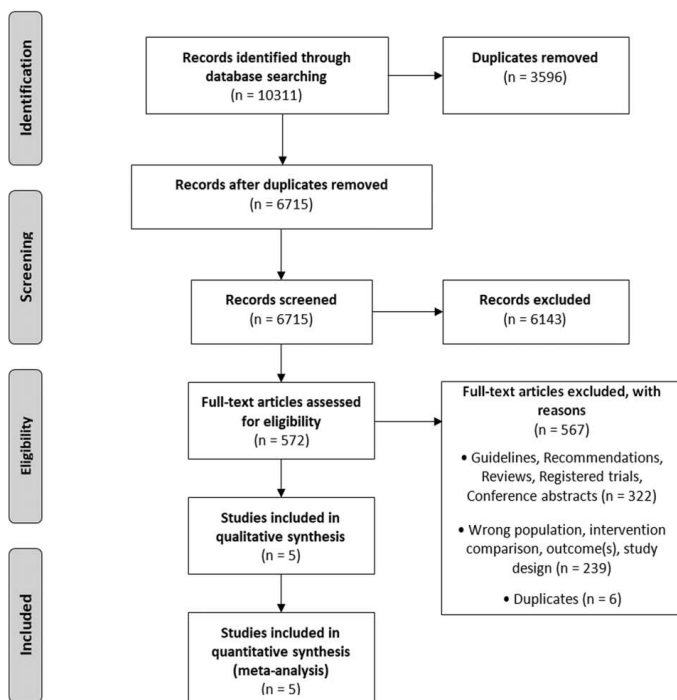 Identification
Records identified through
database searching
(n = 10311)
Duplicates removed
(n = 3596)
Records after duplicates removed
(n = 6715)
Screening
Records screened
(n = 6715)
Records excluded
(n = 6143)
Eligibility
Full-text articles assessed
for eligibility
(n = 572)
Full-text articles excluded, with
reasons
(n = 567)
• Guidelines, Recommendations,
Reviews, Registered trials,
Conference abstracts (n = 322)
• Wrong population, intervention
comparison, outcome(s), study
design (n = 239)
• Duplicates (n = 6)
Studies included in
qualitative synthesis
(n = 5)
Included
Studies included in
quantitative synthesis
(meta-analysis)
(n = 5)